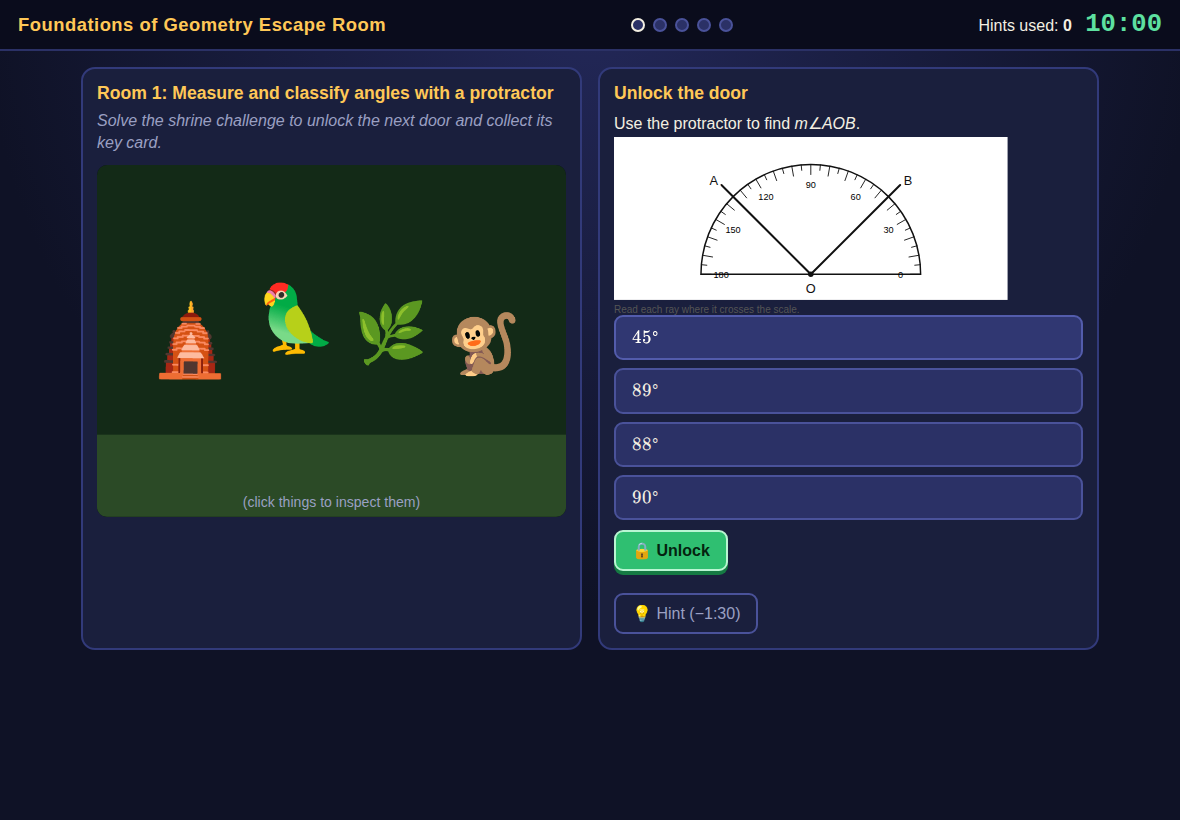 Foundations of Geometry Escape Room
Hints used: 0 10:00
Room 1: Measure and classify angles with a protractor
Solve the shrine challenge to unlock the next door and collect its
key card.
(click things to inspect them)
Unlock the door
Use the protractor to find m∠AOB.
A
B
90
120
60
150
30
180
0
O
Read each ray where it crosses the scale.
45°
89°
88°
90°
🔒 Unlock
💡 Hint (−1:30)